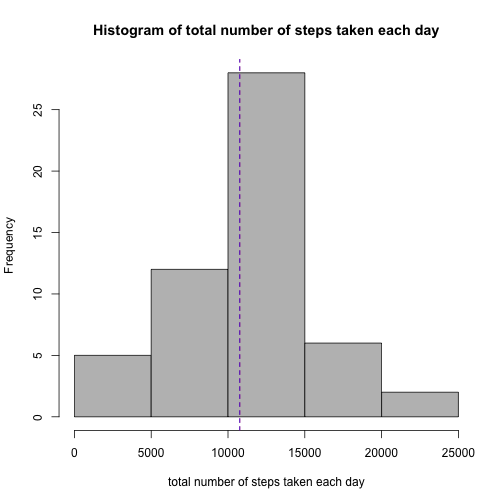 Histogram of total number of steps taken each day
Frequency
25
20
15
10
5
0
0 5000 10000 15000 20000 25000
total number of steps taken each day